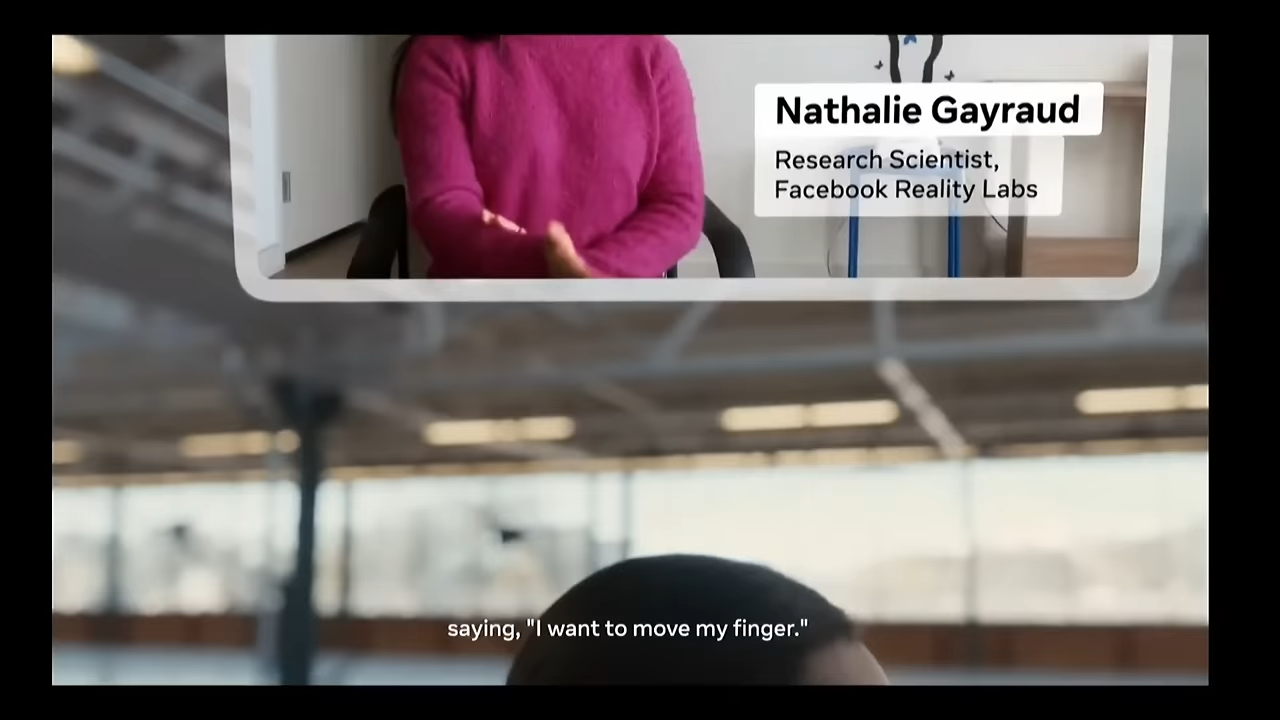 Nathalie Gayraud
Research Scientist,
Facebook Reality Labs
saying, "I want to move my finger."